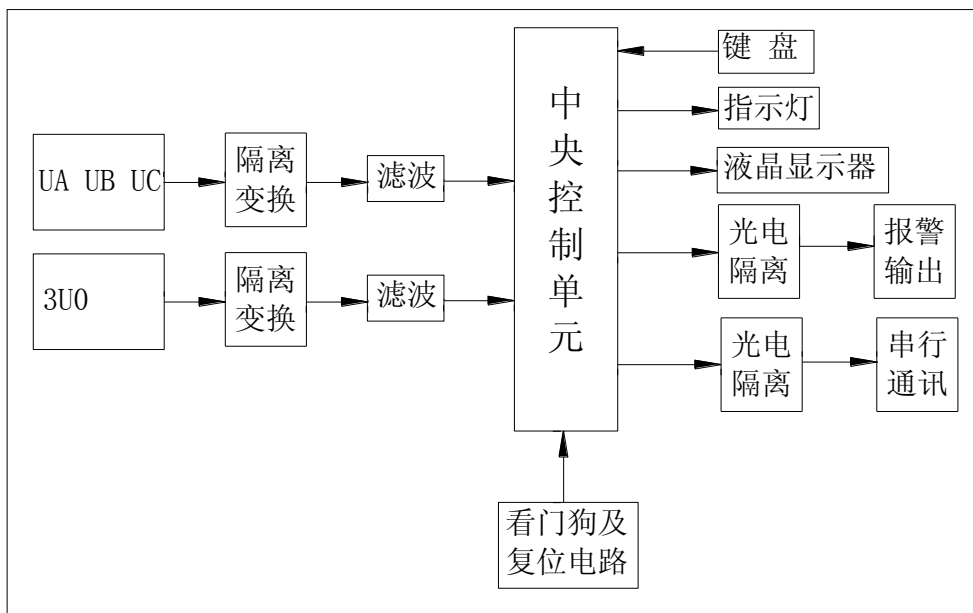 UA UB UC
隔离
变换
滤波
3U0
隔离
变换
滤波
中
央
控
制
单
元
键 盘
指示灯
液晶显示器
光电
隔离
报警
输出
光电
隔离
串行
通讯
看门狗及
复位电路